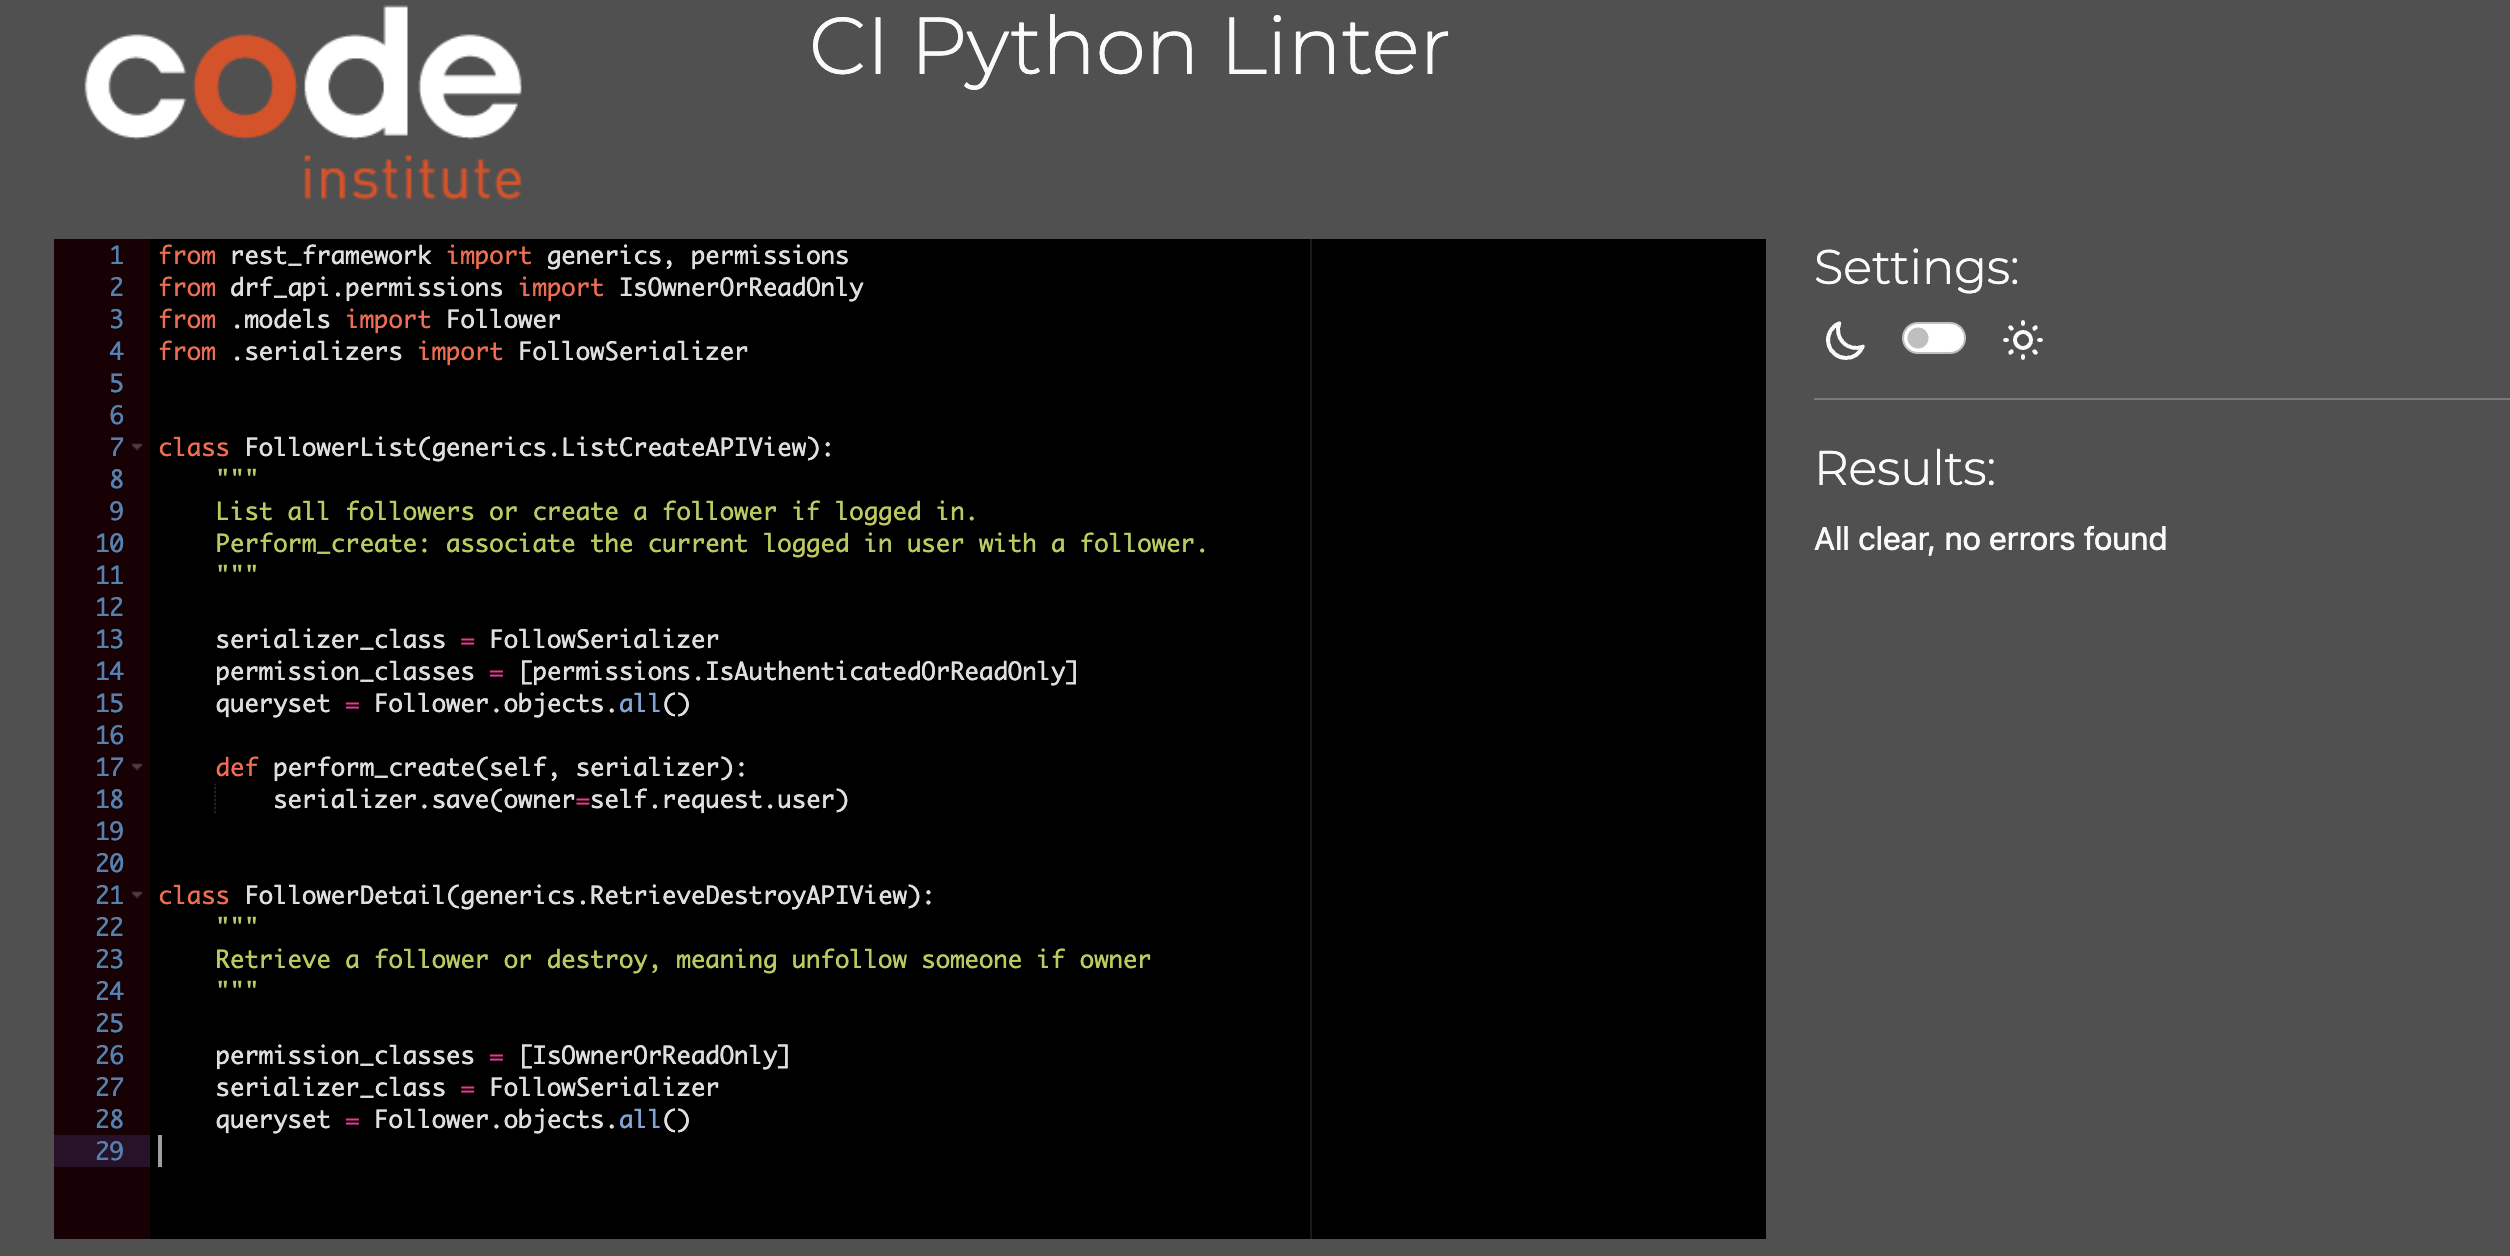 code
institute
CI Python Linter
1 from rest_framework import generics, permissions
2 from drf_api.permissions import IsOwnerOrReadOnly
3 from .models import Follower
4 from .serializers import FollowSerializer
5
6
7 class FollowerList(generics.ListCreateAPIView):
8     """
9     List all followers or create a follower if logged in.
10     Perform_create: associate the current logged in user with a follower.
11     """
12
13     serializer_class = FollowSerializer
14     permission_classes = [permissions.IsAuthenticatedOrReadOnly]
15     queryset = Follower.objects.all()
16
17     def perform_create(self, serializer):
18         serializer.save(owner=self.request.user)
19
20
21 class FollowerDetail(generics.RetrieveDestroyAPIView):
22     """
23     Retrieve a follower or destroy, meaning unfollow someone if owner
24     """
25
26     permission_classes = [IsOwnerOrReadOnly]
27     serializer_class = FollowSerializer
28     queryset = Follower.objects.all()
29
Settings:
Results:
All clear, no errors found